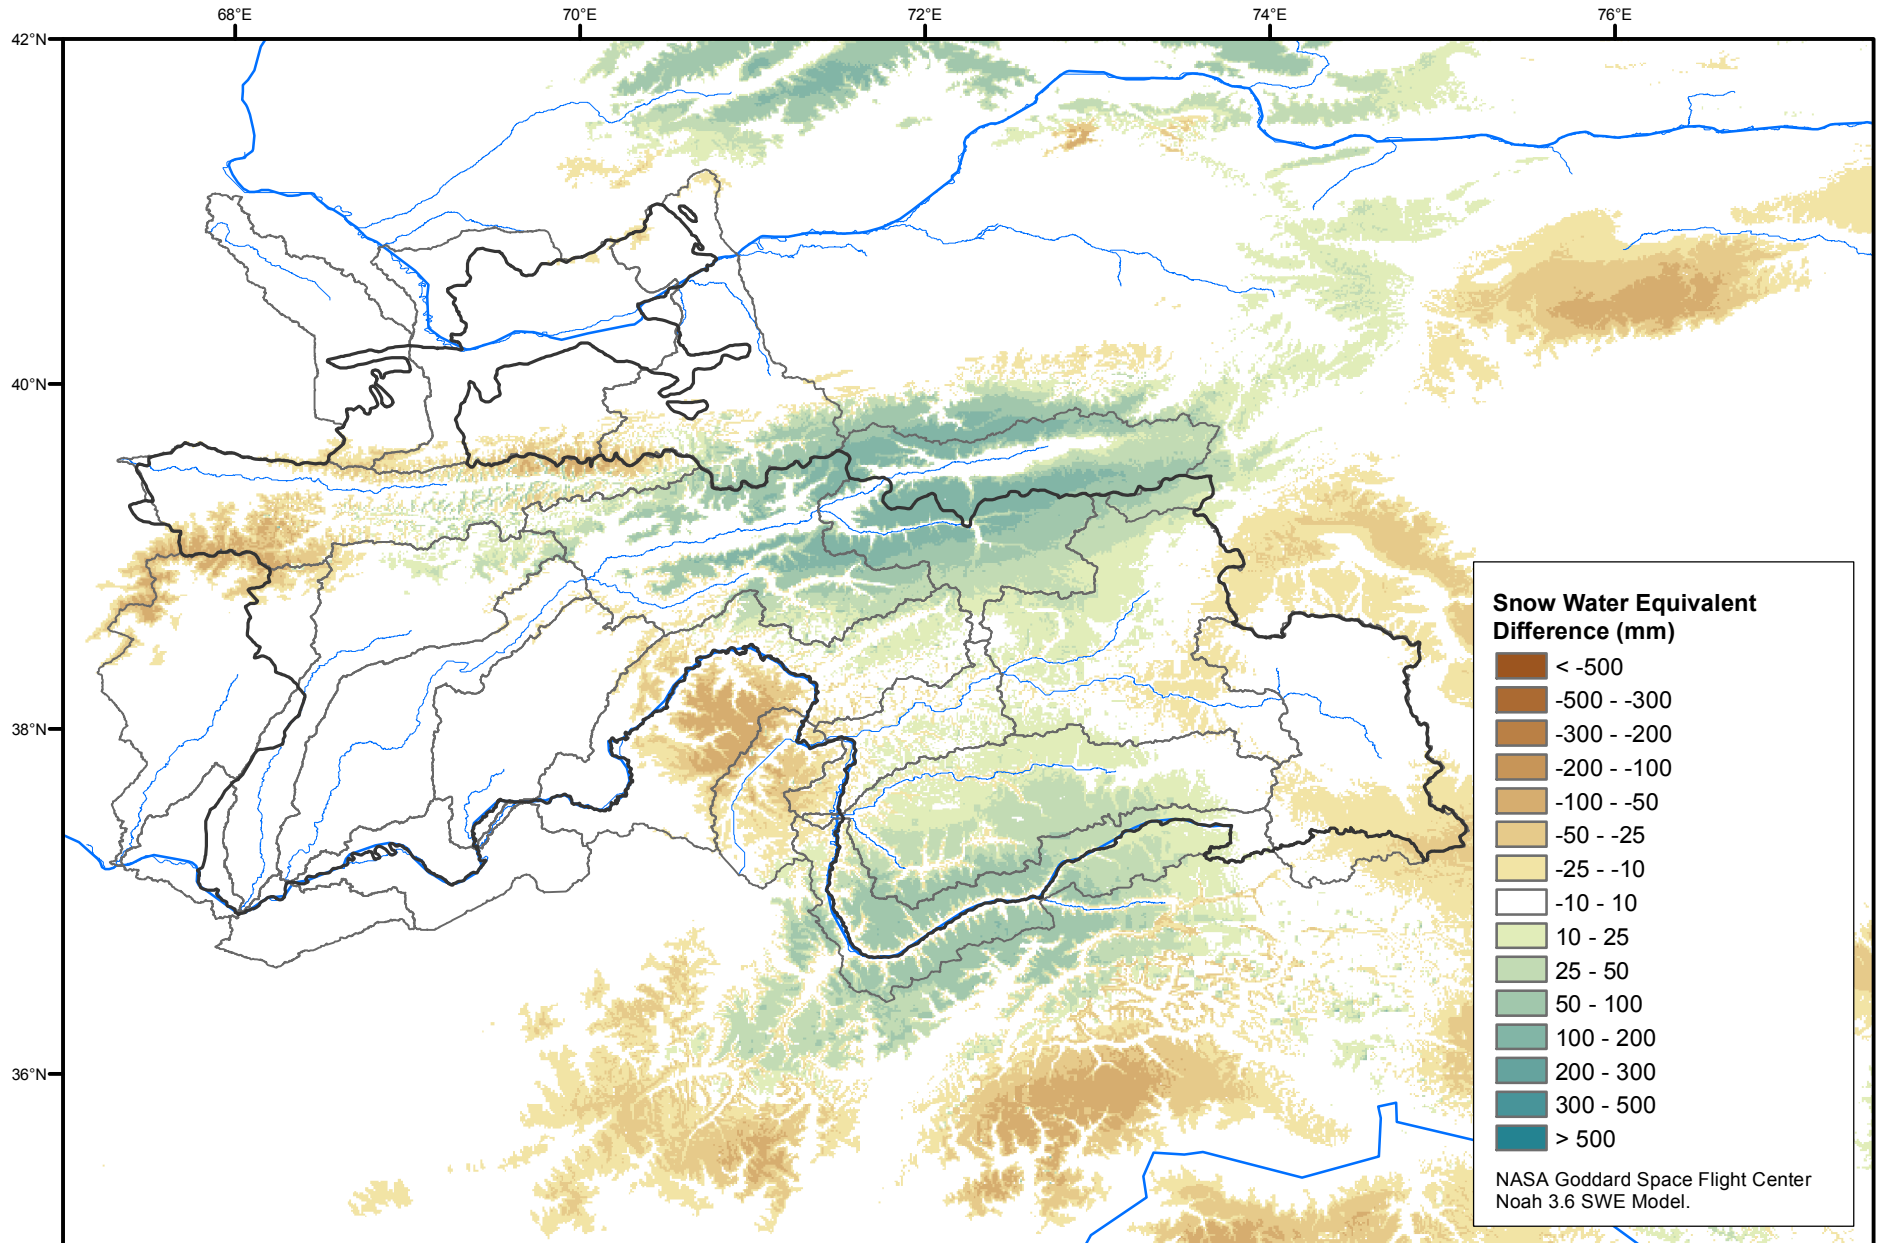 68°E
70°E
72°E
74°E
76°E
42°N
40°N
38°N
36°N
Snow Water Equivalent
Difference (mm)
< -500
-500 - -300
-300 - -200
-200 - -100
-100 - -50
-50 - -25
-25 - -10
-10 - 10
10 - 25
25 - 50
50 - 100
100 - 200
200 - 300
300 - 500
> 500
NASA Goddard Space Flight Center
Noah 3.6 SWE Model.